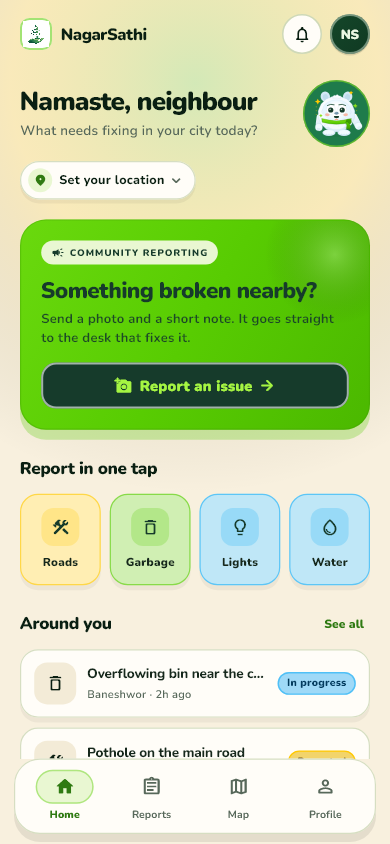 NagarSathi
NS
Namaste, neighbour
What needs fixing in your city today?
Set your location
COMMUNITY REPORTING
Something broken nearby?
Send a photo and a short note. It goes straight
to the desk that fixes it.
Report an issue
Report in one tap
Roads
Garbage
Lights
Water
Around you
See all
Overflowing bin near the c...
In progress
Baneshwor · 2h ago
Pothole on the main road
Home
Reports
Map
Profile